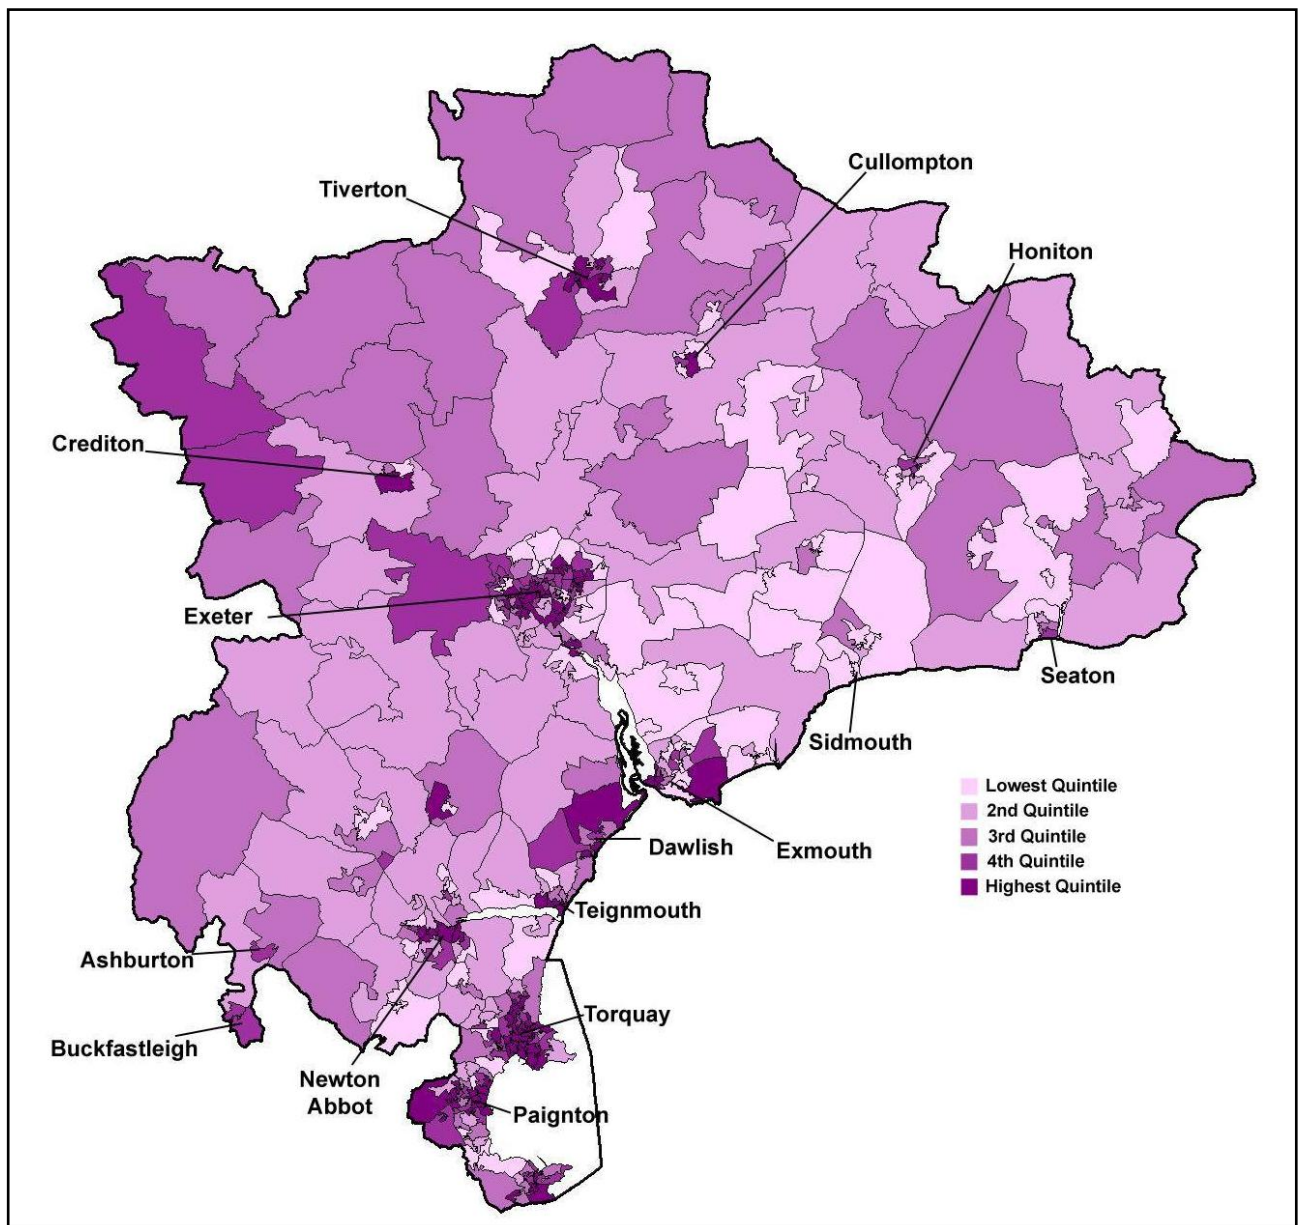 Cullompton
Tiverton
Honiton
Crediton
Exeter
Seaton
Sidmouth
Lowest Quintile
2nd Quintile
3rd Quintile
4th Quintile
Highest Quintile
Dawlish
Exmouth
Teignmouth
Ashburton
Torquay
Buckfastleigh
Newton
Abbot
Paignton